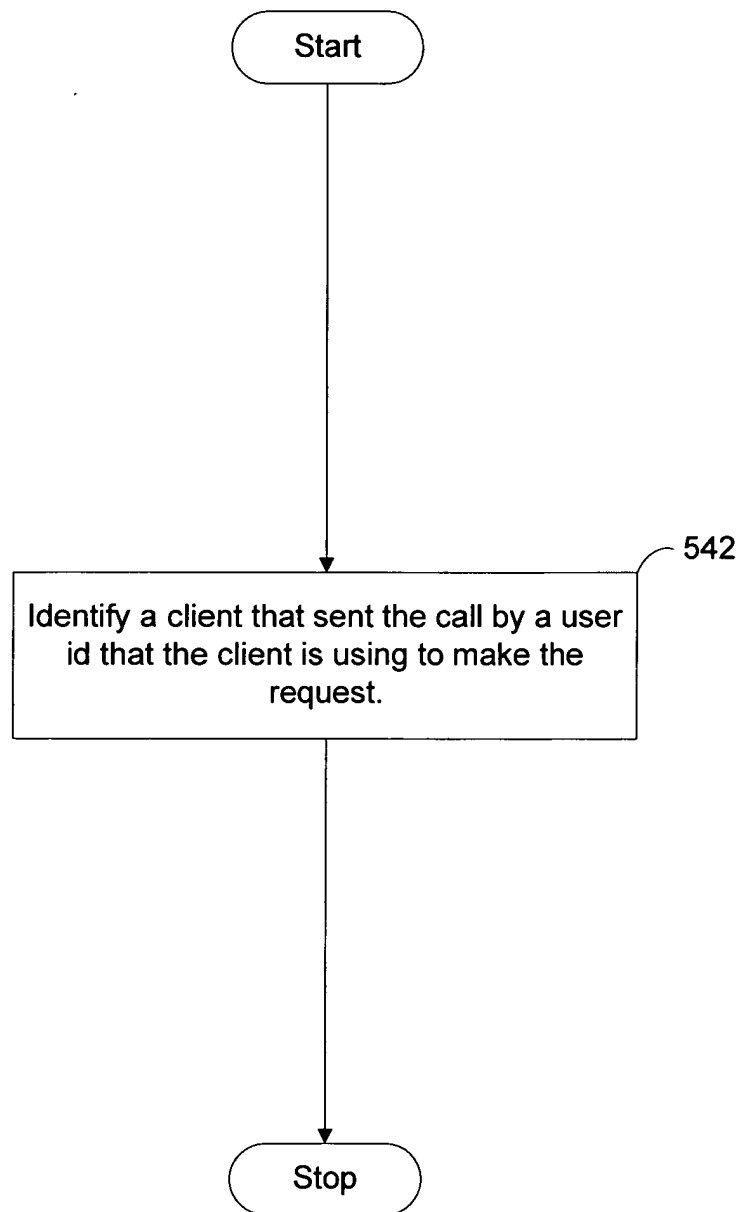 Start
542
Identify a client that sent the call by a user
id that the client is using to make the
request.
Stop